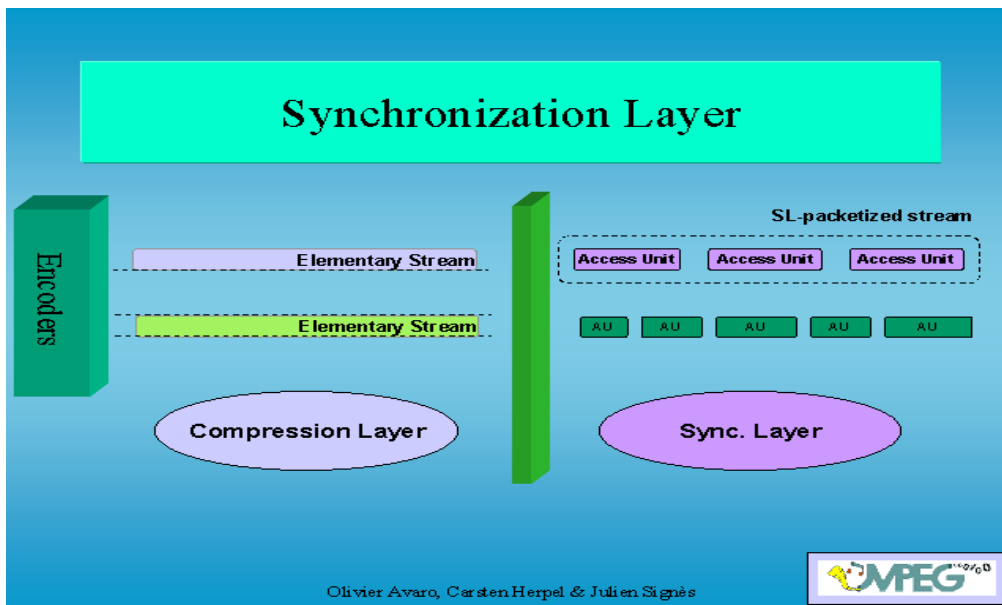 Synchronization Layer
Encoders
SL-packetized stream
Elementary Stream
Access Unit Access Unit Access Unit
Elementary Stream
AU AU AU AU AU
Compression Layer
Sync. Layer
Olivier Avaro, Carsten Herpel & Julien Signès
MPEG